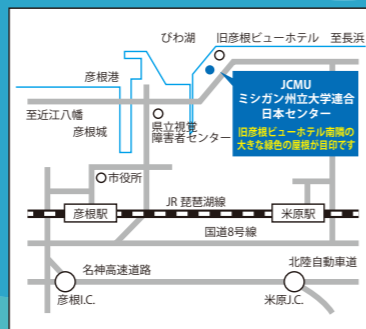 びわ湖
旧彦根ビューホテル
至長浜
彦根港
JCMU
ミシガン州立大学連合
日本センター
旧彦根ビューホテル南隣の
大きな緑色の屋根が目印です
至近江八幡
彦根城
県立視覚
障害者センター
市役所
JR 琵琶湖線
彦根駅
米原駅
国道8号線
名神高速道路
北陸自動車道
彦根I.C.
米原J.C.